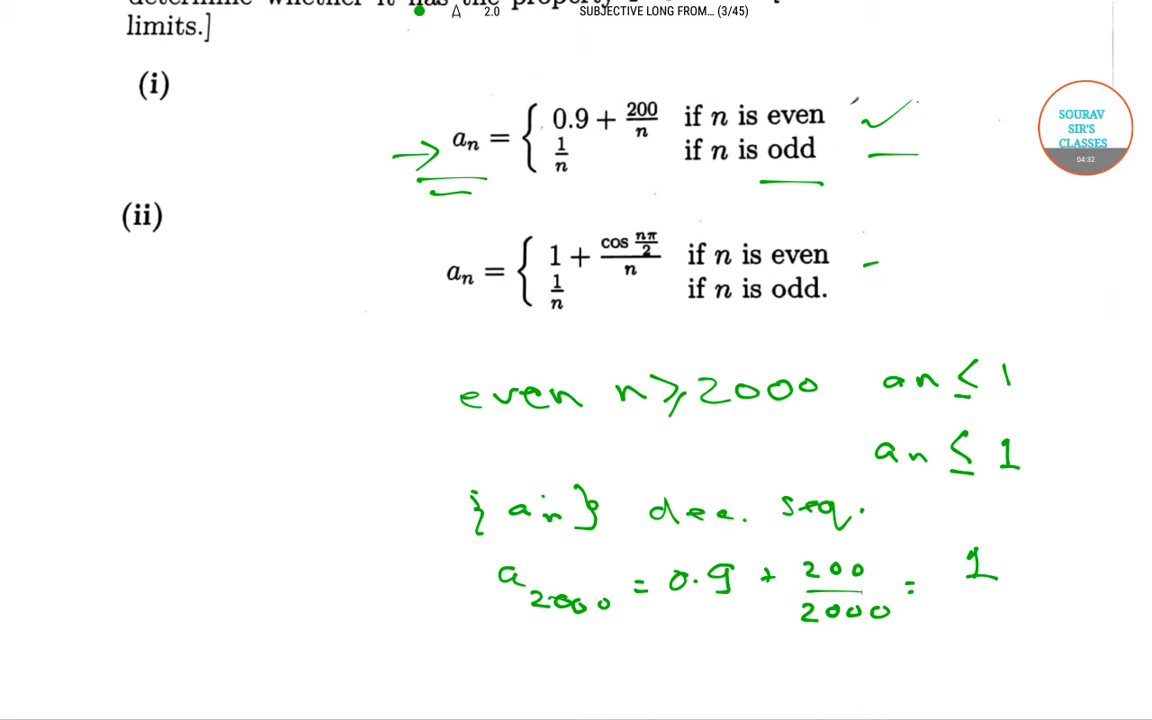 SUBJECTIVE LONG FROM... (3/45)
2.0
limits.]
(i)
a_n = { 0.9 + 200/n if n is even
1/n if n is odd
SOURAV
SIR'S
CLASSES
04:32
(ii)
a_n = { 1 + cos nπ/2 / n if n is even
1/n if n is odd.
even n ≥ 2000 an ≤ 1
an ≤ 1
{an} dec. seq.
a2000 = 0.9 + 200/2000 = 1